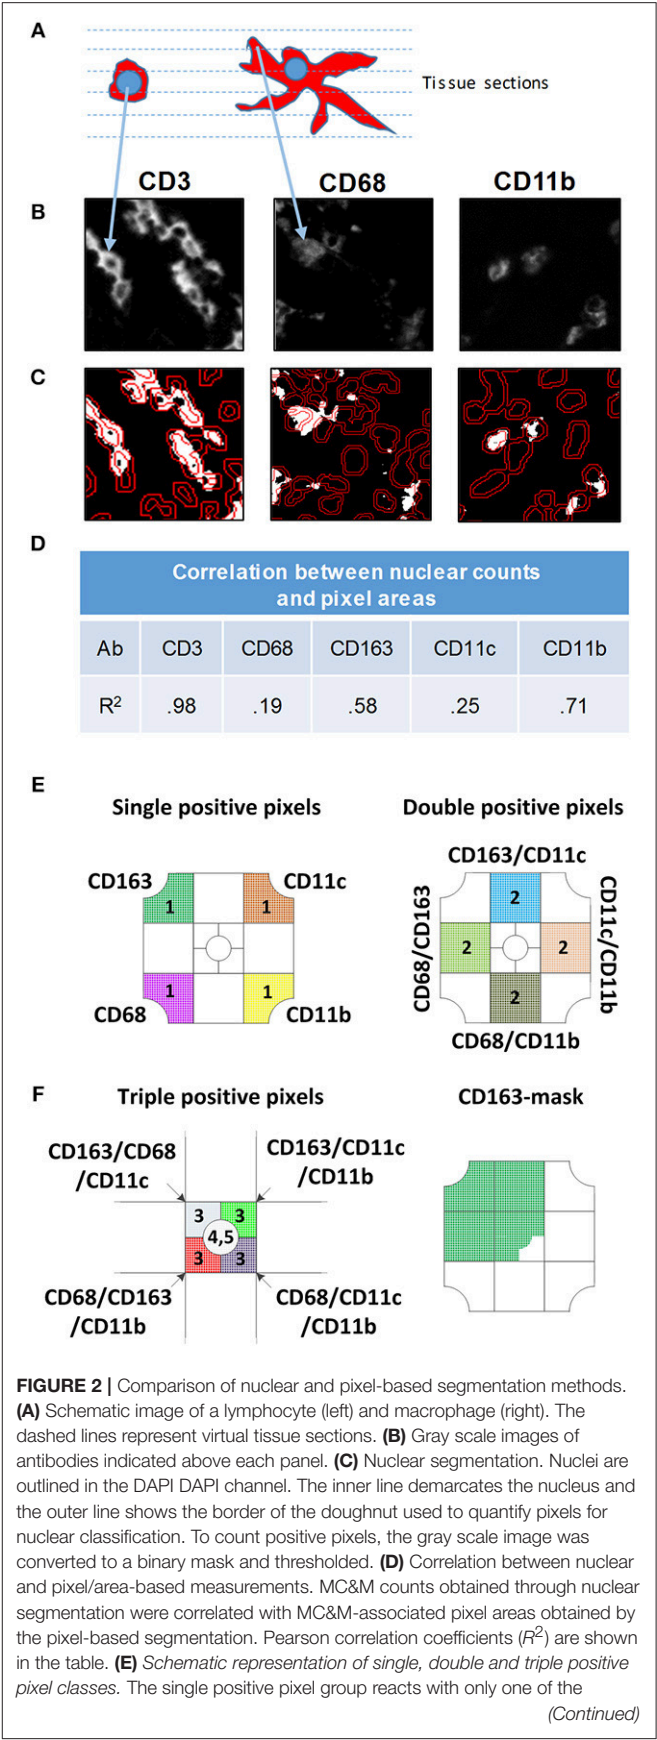 A
Tissue sections
CD3 CD68 CD11b
B
C
D
Correlation between nuclear counts
and pixel areas
Ab CD3 CD68 CD163 CD11c CD11b
R2 .98 .19 .58 .25 .71
E
Single positive pixels
CD163 CD11c
1 1
1 1
CD68 CD11b
Double positive pixels
CD163/CD11c
2
CD68/CD163
2 2
CD11c/CD11b
2
CD68/CD11b
F
Triple positive pixels
CD163/CD68
/CD11c
CD163/CD11c
/CD11b
3 3
4,5
3 3
CD68/CD163
/CD11b
CD68/CD11c
/CD11b
CD163-mask
FIGURE 2 | Comparison of nuclear and pixel-based segmentation methods.
(A) Schematic image of a lymphocyte (left) and macrophage (right). The
dashed lines represent virtual tissue sections. (B) Gray scale images of
antibodies indicated above each panel. (C) Nuclear segmentation. Nuclei are
outlined in the DAPI DAPI channel. The inner line demarcates the nucleus and
the outer line shows the border of the doughnut used to quantify pixels for
nuclear classification. To count positive pixels, the gray scale image was
converted to a binary mask and thresholded. (D) Correlation between nuclear
and pixel/area-based measurements. MC&M counts obtained through nuclear
segmentation were correlated with MC&M-associated pixel areas obtained by
the pixel-based segmentation. Pearson correlation coefficients (R2) are shown
in the table. (E) Schematic representation of single, double and triple positive
pixel classes. The single positive pixel group reacts with only one of the
(Continued)